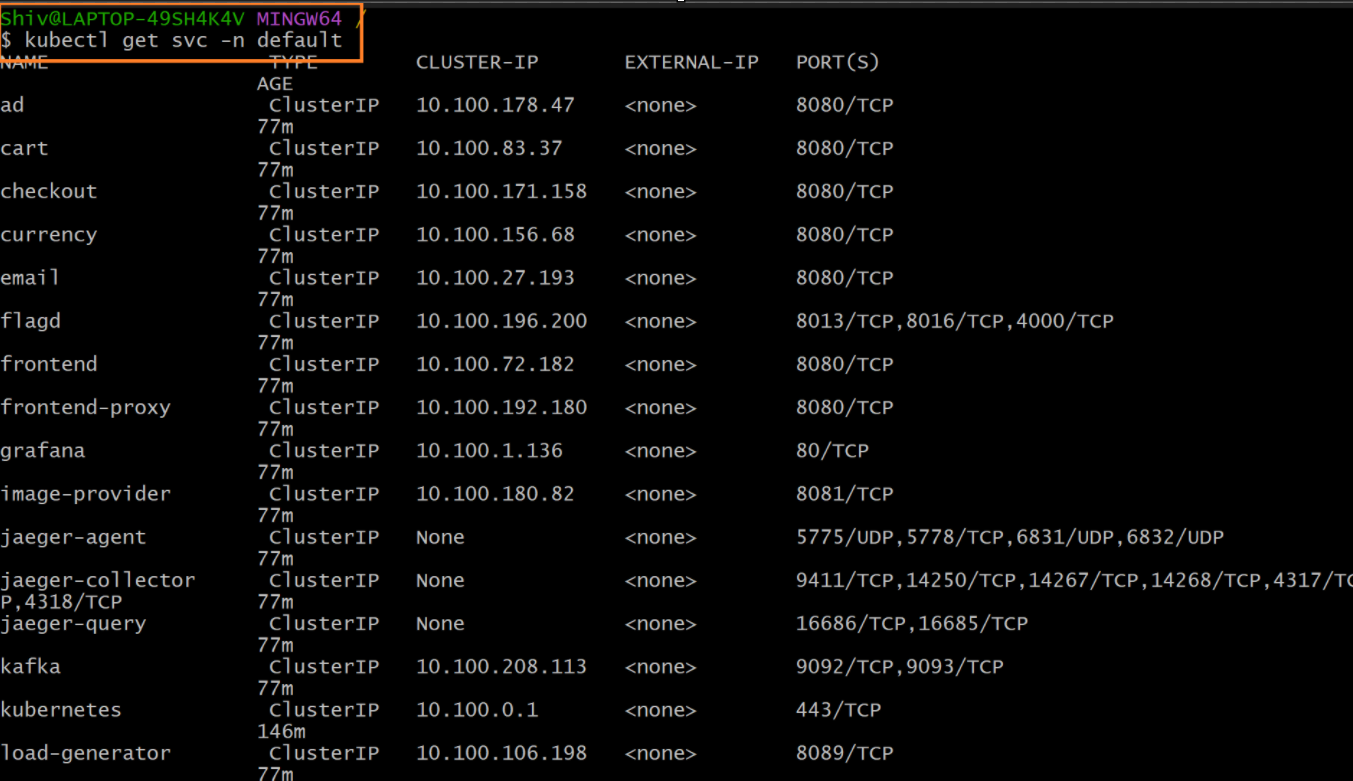 Shiv@LAPTOP-49SH4K4V MINGW64 /
$ kubectl get svc -n default
NAME TYPE CLUSTER-IP EXTERNAL-IP PORT(S)
AGE
ad ClusterIP 10.100.178.47 <none> 8080/TCP
77m
cart ClusterIP 10.100.83.37 <none> 8080/TCP
77m
checkout ClusterIP 10.100.171.158 <none> 8080/TCP
77m
currency ClusterIP 10.100.156.68 <none> 8080/TCP
77m
email ClusterIP 10.100.27.193 <none> 8080/TCP
77m
flagd ClusterIP 10.100.196.200 <none> 8013/TCP,8016/TCP,4000/TCP
77m
frontend ClusterIP 10.100.72.182 <none> 8080/TCP
77m
frontend-proxy ClusterIP 10.100.192.180 <none> 8080/TCP
77m
grafana ClusterIP 10.100.1.136 <none> 80/TCP
77m
image-provider ClusterIP 10.100.180.82 <none> 8081/TCP
77m
jaeger-agent ClusterIP None <none> 5775/UDP,5778/TCP,6831/UDP,6832/UDP
77m
jaeger-collector ClusterIP None <none> 9411/TCP,14250/TCP,14267/TCP,14268/TCP,4317/TC
P,4318/TCP 77m
jaeger-query ClusterIP None <none> 16686/TCP,16685/TCP
77m
kafka ClusterIP 10.100.208.113 <none> 9092/TCP,9093/TCP
77m
kubernetes ClusterIP 10.100.0.1 <none> 443/TCP
146m
load-generator ClusterIP 10.100.106.198 <none> 8089/TCP
77m